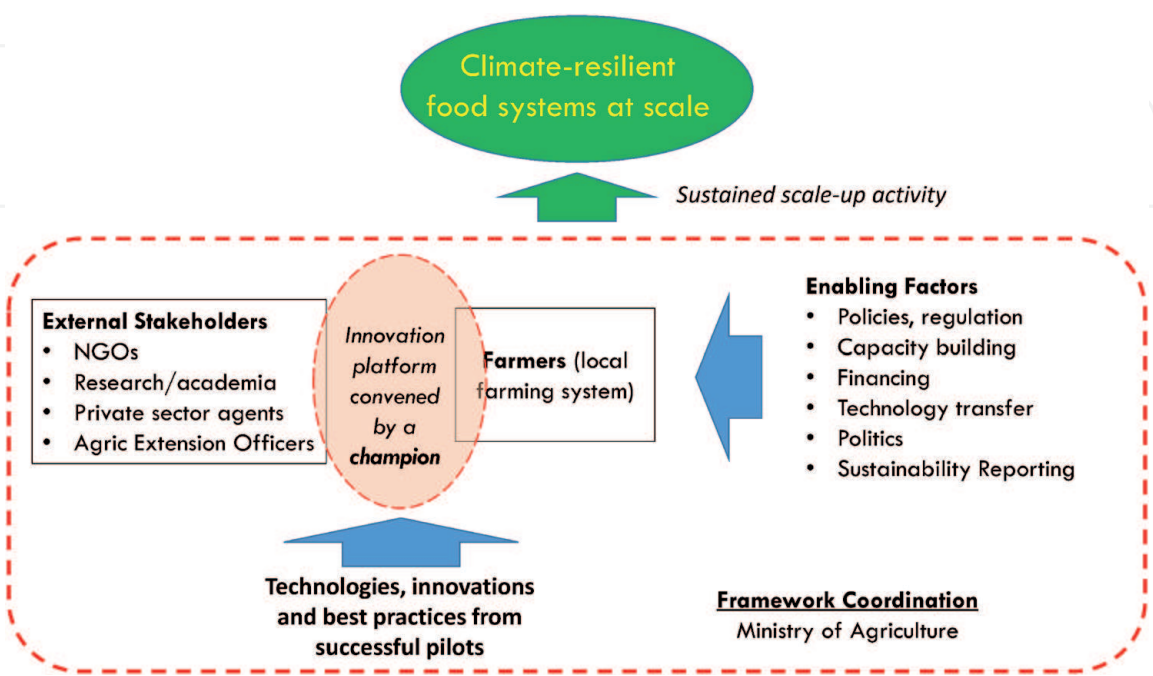 Climate-resilient
food systems at scale
Sustained scale-up activity
External Stakeholders
• NGOs
• Research/academia
• Private sector agents
• Agric Extension Officers
Innovation
platform
convened
by a
champion
Farmers (local
farming system)
Enabling Factors
• Policies, regulation
• Capacity building
• Financing
• Technology transfer
• Politics
• Sustainability Reporting
Technologies, innovations
and best practices from
successful pilots
Framework Coordination
Ministry of Agriculture